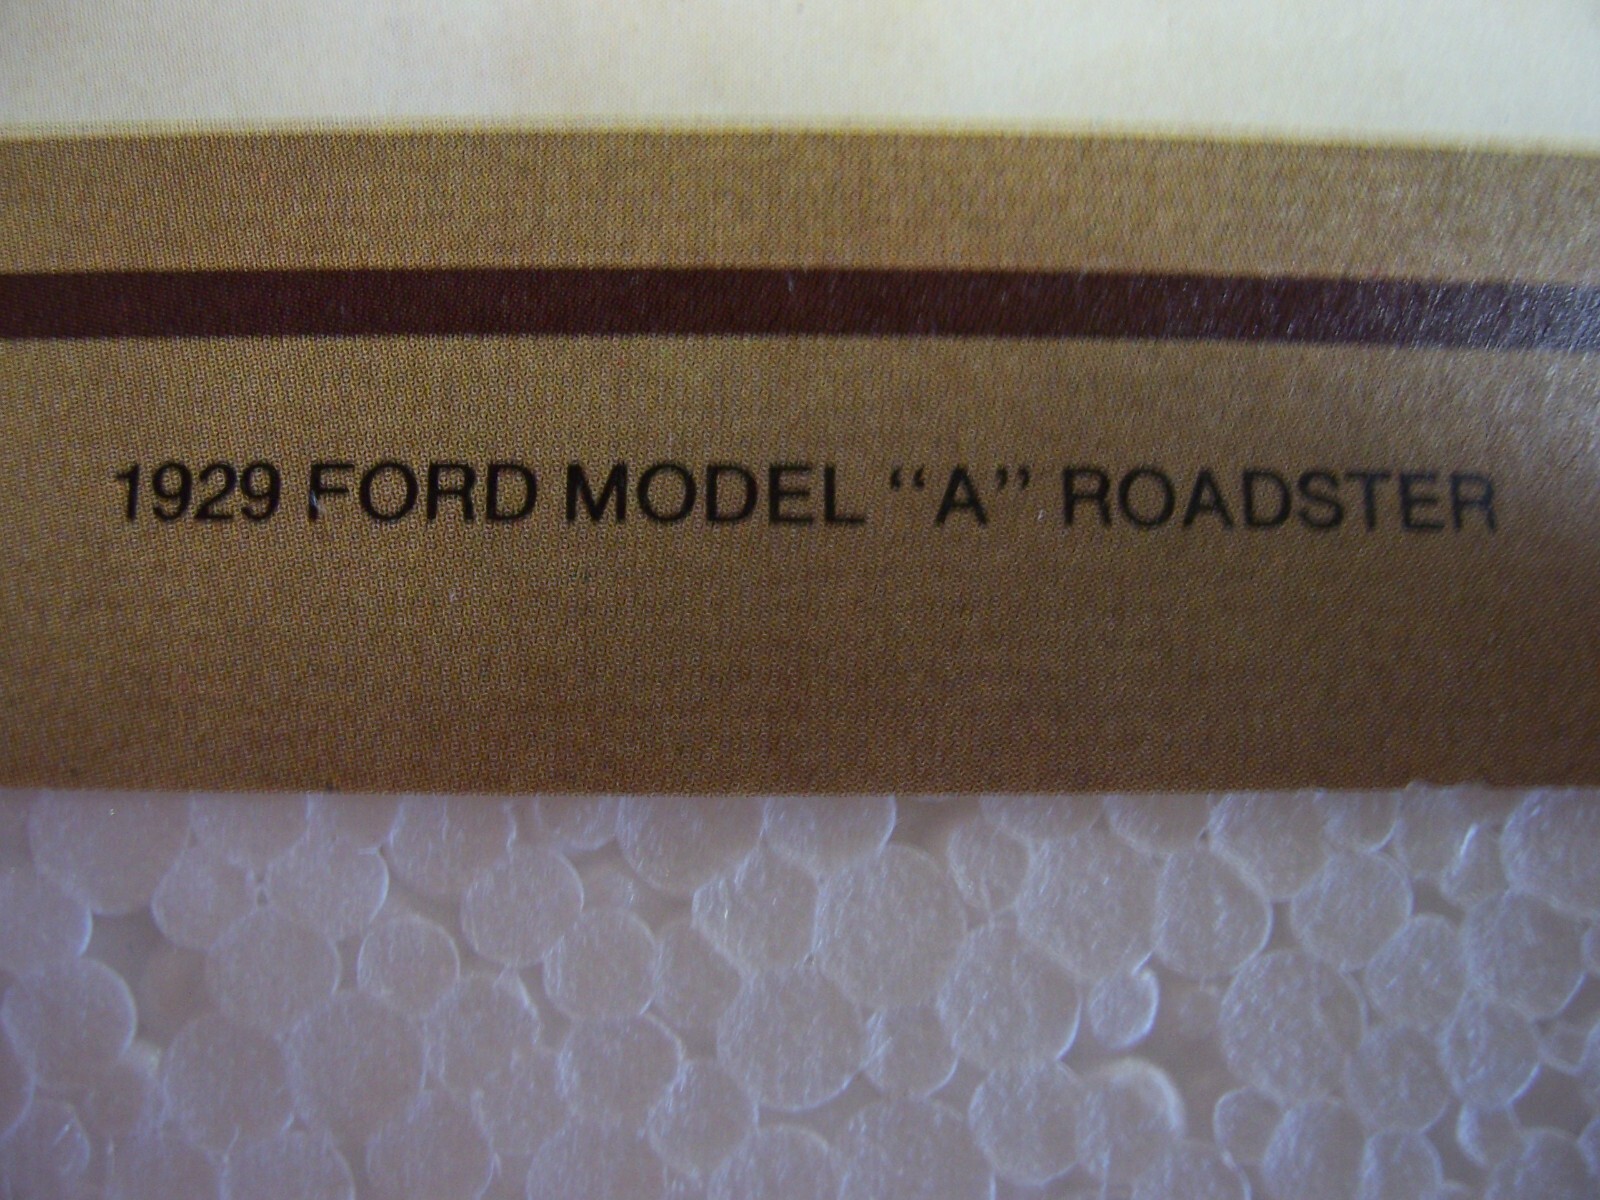 1929 FORD MODEL “A” ROADSTER